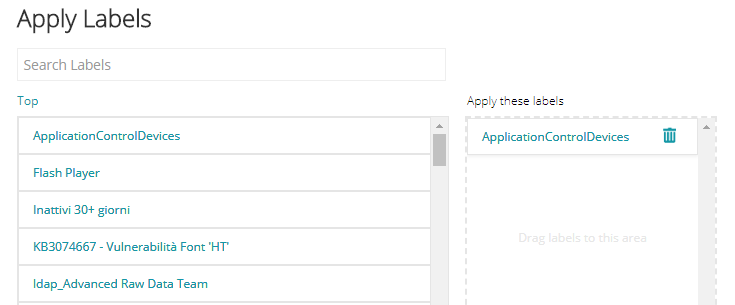 Apply Labels
Search Labels
Top
ApplicationControlDevices
Flash Player
Inattivi 30+ giorni
KB3074667 - Vulnerabilità Font 'HT'
ldap_Advanced Raw Data Team
Apply these labels
ApplicationControlDevices
Drag labels to this area